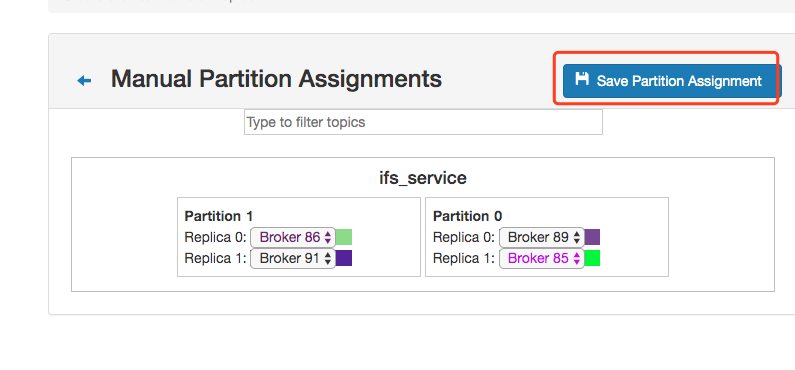 Manual Partition Assignments
Save Partition Assignment
Type to filter topics
ifs_service
Partition 1
Replica 0: Broker 86
Replica 1: Broker 91
Partition 0
Replica 0: Broker 89
Replica 1: Broker 85